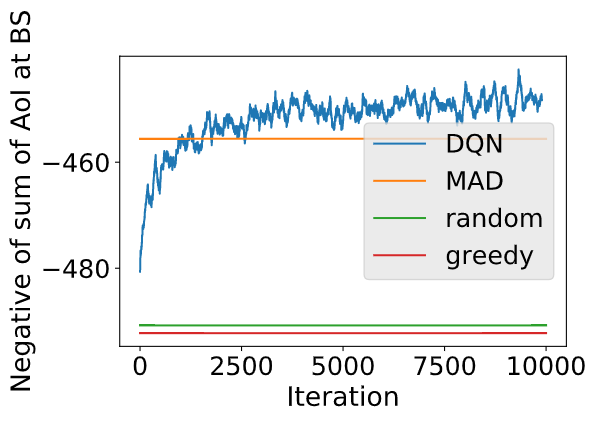 Negative of sum of AoI at BS
−460
−480
DQN
MAD
random
greedy
0 2500 5000 7500 10000
Iteration